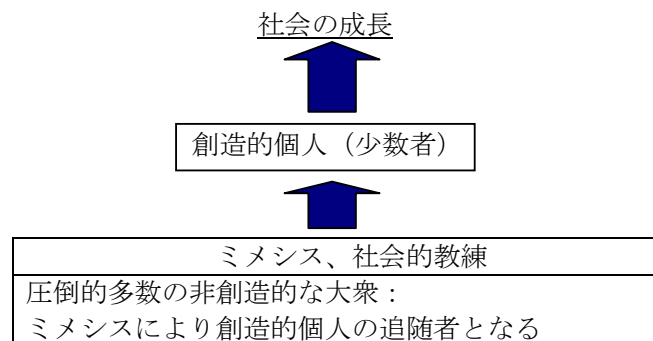 社会の成長
創造的個人（少数者）
ミメシス、社会的教練
圧倒的多数の非創造的な大衆：
ミメシスにより創造的個人の追随者となる